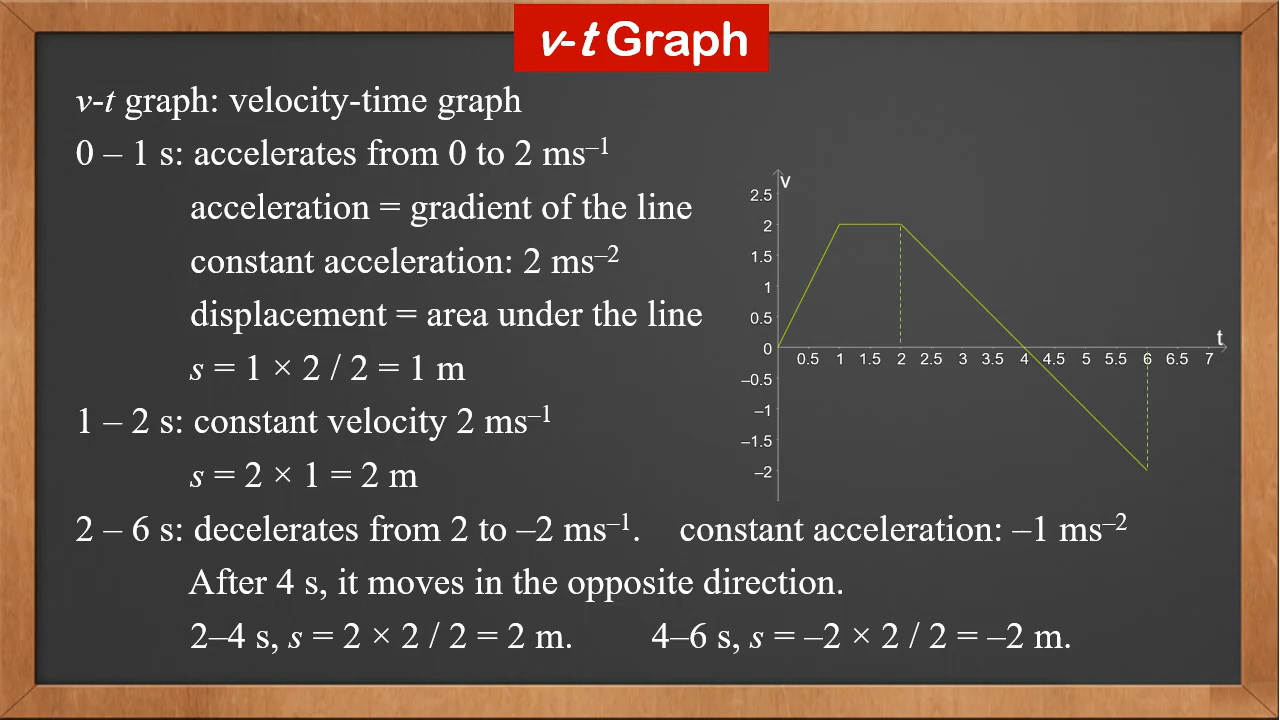 v-t Graph
v-t graph: velocity-time graph
0 – 1 s: accelerates from 0 to 2 ms⁻¹
acceleration = gradient of the line
constant acceleration: 2 ms⁻²
displacement = area under the line
s = 1 × 2 / 2 = 1 m
1 – 2 s: constant velocity 2 ms⁻¹
s = 2 × 1 = 2 m
2 – 6 s: decelerates from 2 to –2 ms⁻¹. constant acceleration: –1 ms⁻²
After 4 s, it moves in the opposite direction.
2–4 s, s = 2 × 2 / 2 = 2 m. 4–6 s, s = –2 × 2 / 2 = –2 m.
v
2.5
2
1.5
1
0.5
0
–0.5
–1
–1.5
–2
0.5 1 1.5 2 2.5 3 3.5 4 4.5 5 5.5 6 6.5 7
t